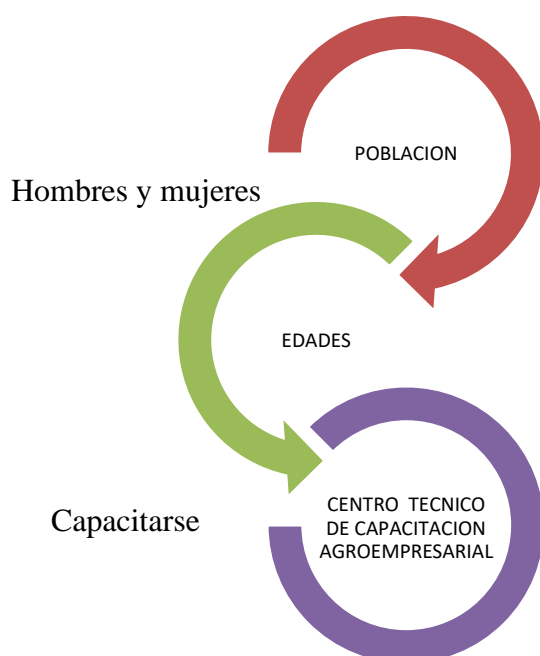 POBLACION
Hombres y mujeres
EDADES
CENTRO TECNICO
DE CAPACITACION
AGROEMPRESARIAL
Capacitarse